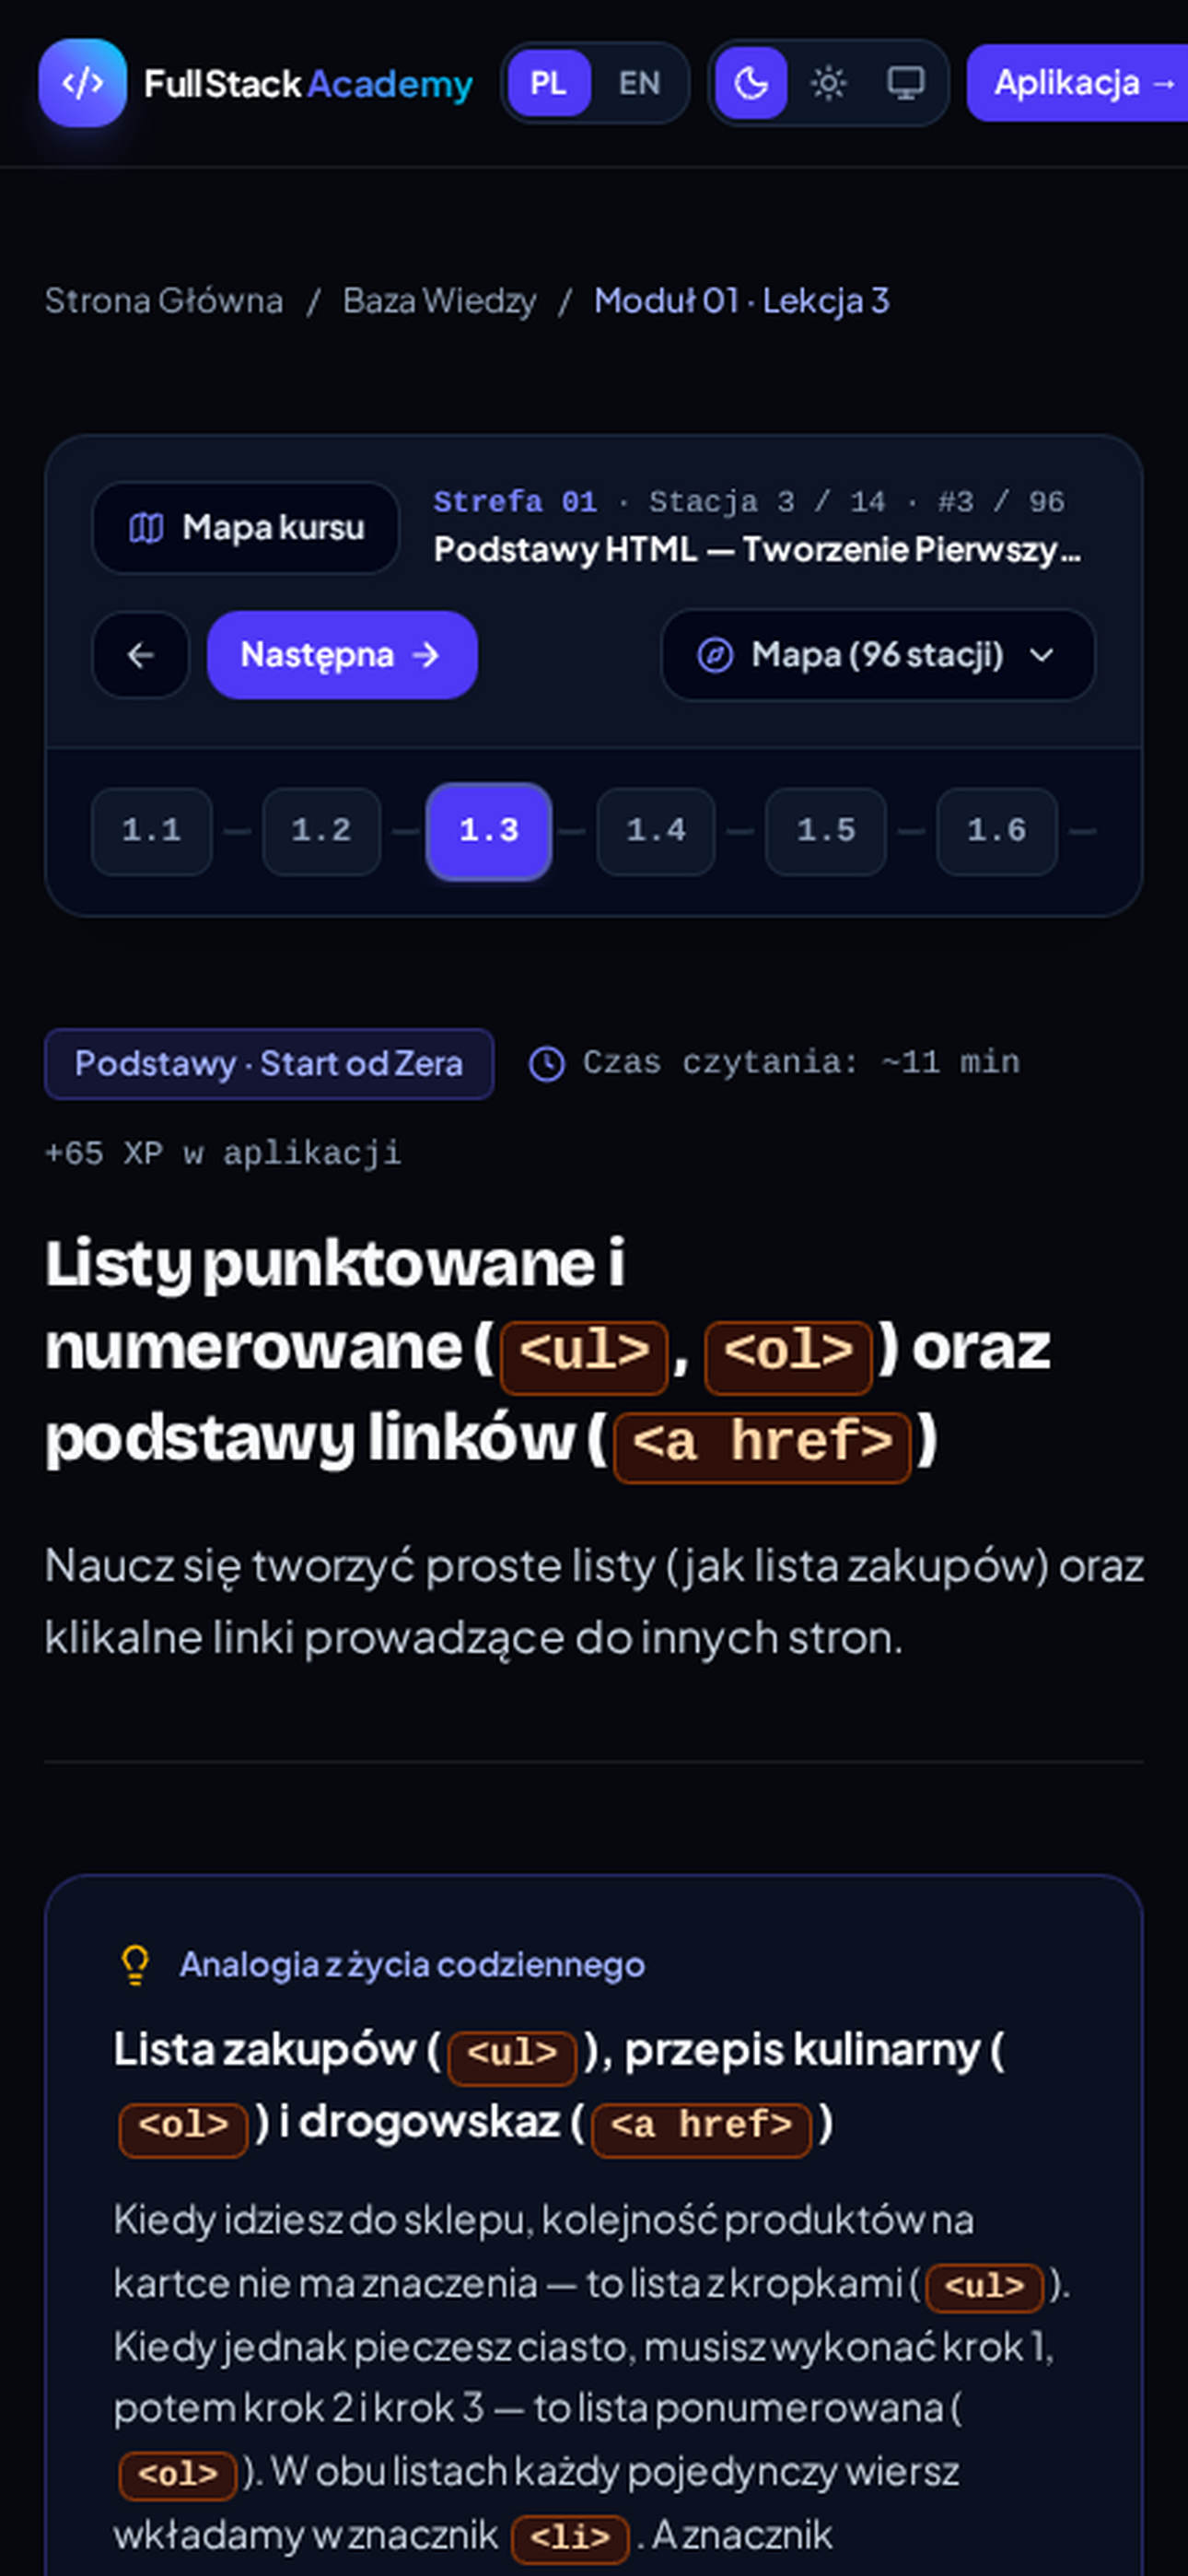 </> FullStack Academy PL EN Aplikacja →
Strona Główna / Baza Wiedzy / Moduł 01 · Lekcja 3
Mapa kursu
Strefa 01 · Stacja 3 / 14 · #3 / 96
Podstawy HTML — Tworzenie Pierwszy...
← Następna → Mapa (96 stacji)
1.1 — 1.2 — 1.3 — 1.4 — 1.5 — 1.6 —
Podstawy · Start od Zera Czas czytania: ~11 min
+65 XP w aplikacji
Listy punktowane i
numerowane ( <ul> , <ol> ) oraz
podstawy linków ( <a href> )
Naucz się tworzyć proste listy (jak lista zakupów) oraz
klikalne linki prowadzące do innych stron.
Analogia z życia codziennego
Lista zakupów ( <ul> ), przepis kulinarny (
<ol> ) i drogowskaz ( <a href> )
Kiedy idziesz do sklepu, kolejność produktów na
kartce nie ma znaczenia — to lista z kropkami ( <ul> ).
Kiedy jednak pieczesz ciasto, musisz wykonać krok 1,
potem krok 2 i krok 3 — to lista ponumerowana (
<ol> ). W obu listach każdy pojedynczy wiersz
wkładamy w znacznik <li> . A znacznik